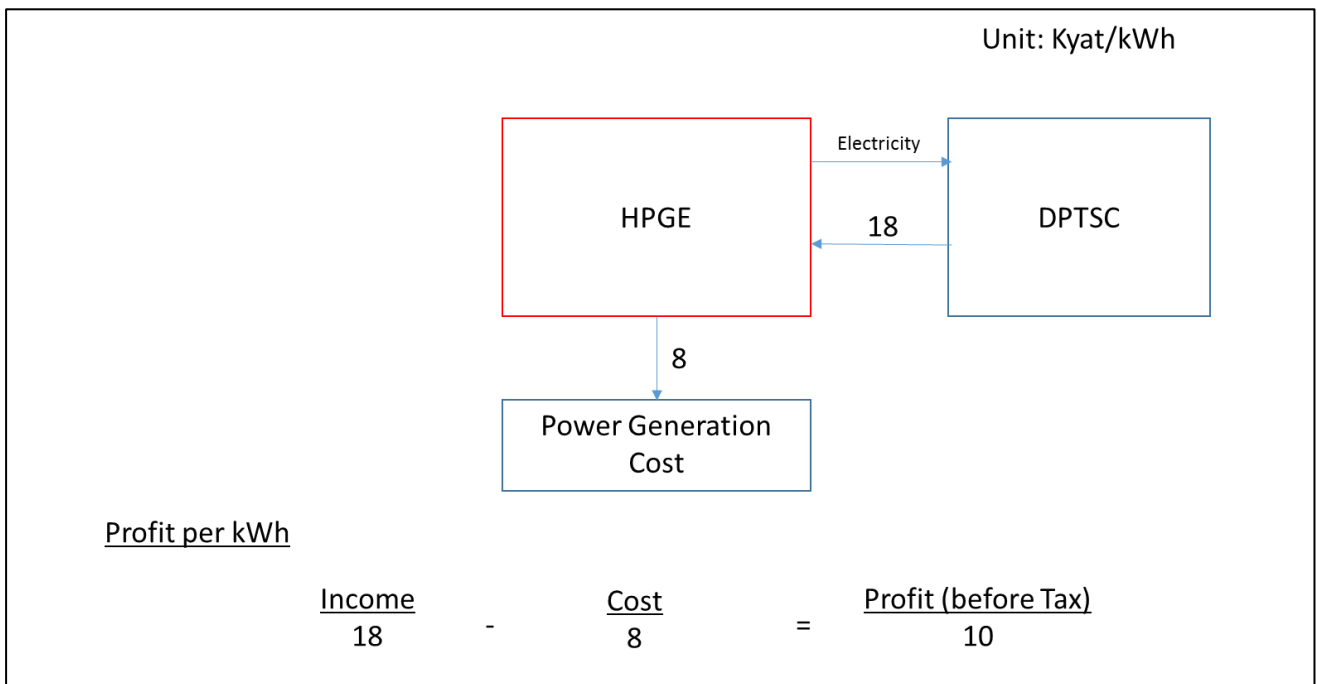 Unit: Kyat/kWh
Electricity
HPGE
DPTSC
18
8
Power Generation
Cost
Profit per kWh
Income Cost Profit (before Tax)
18 - 8 = 10